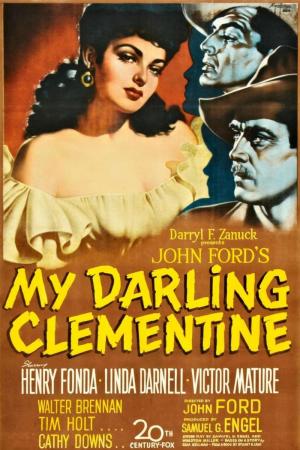 Darryl F. Zanuck
presents
JOHN FORD'S
MY DARLING
CLEMENTINE
Starring
HENRY FONDA · LINDA DARNELL · VICTOR MATURE
WALTER BRENNAN
TIM HOLT....
CATHY DOWNS..
20th
CENTURY-FOX
DIRECTED BY
JOHN FORD
PRODUCED BY
SAMUEL G. ENGEL